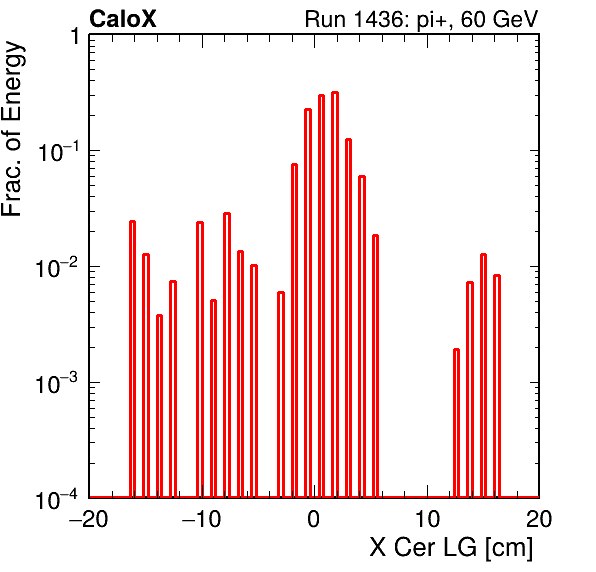 CaloX Run 1436: pi+, 60 GeV
Frac. of Energy
1
10⁻¹
10⁻²
10⁻³
10⁻⁴
−20 −10 0 10 20
X Cer LG [cm]